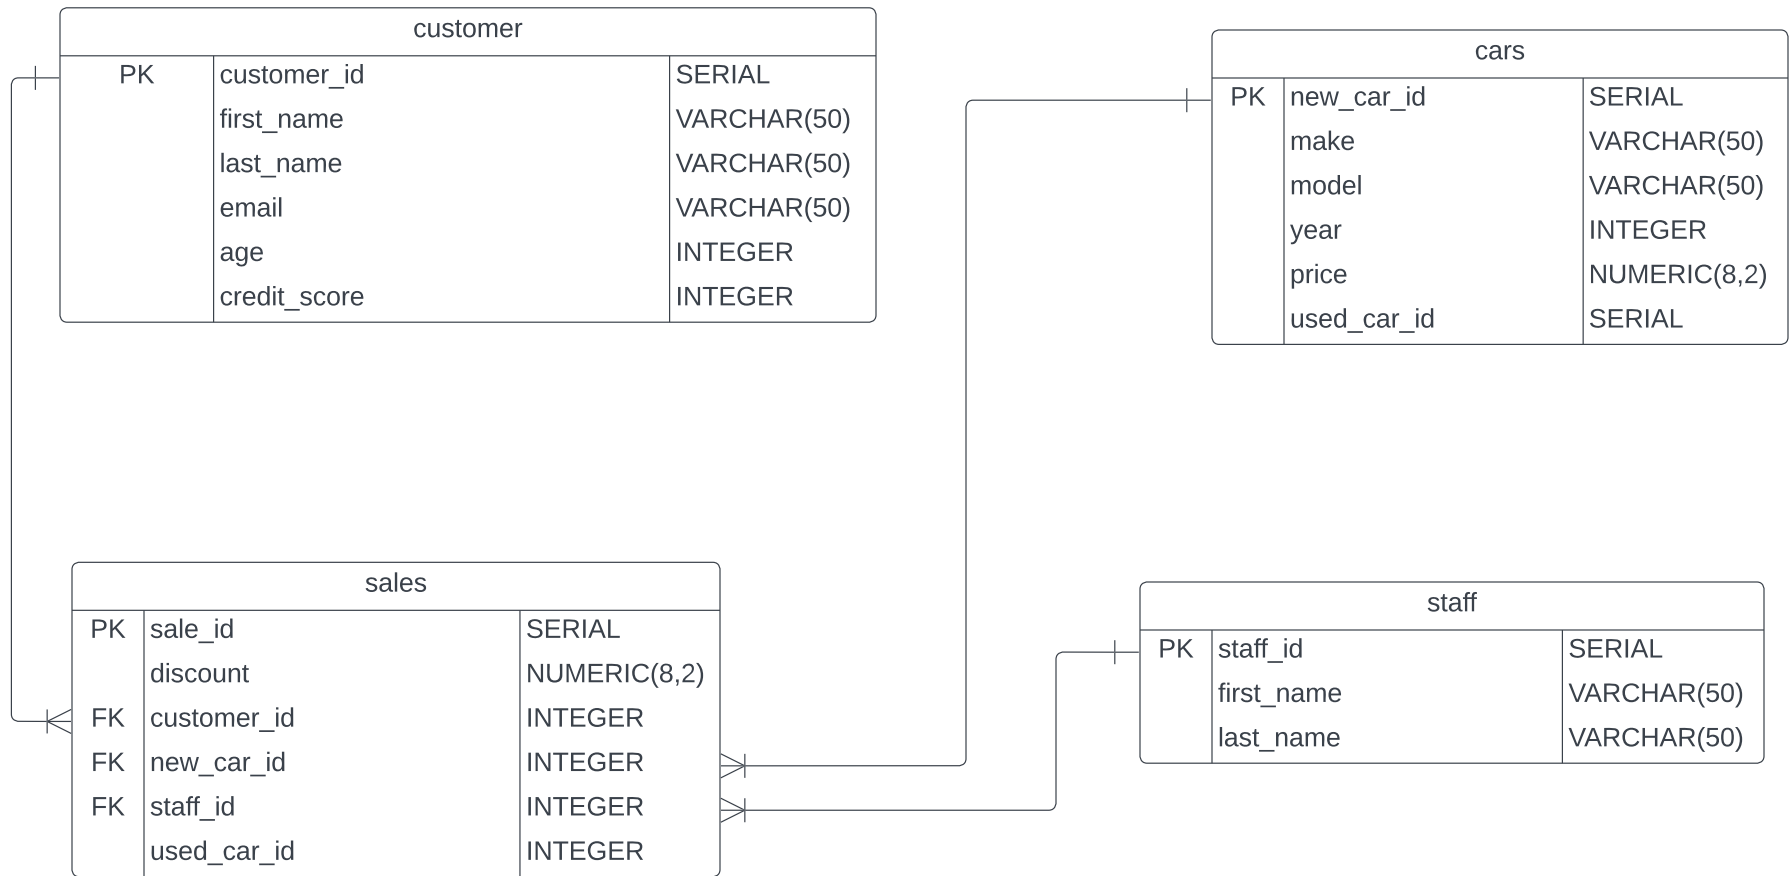 customer
PK customer_id SERIAL
first_name VARCHAR(50)
last_name VARCHAR(50)
email VARCHAR(50)
age INTEGER
credit_score INTEGER
cars
PK new_car_id SERIAL
make VARCHAR(50)
model VARCHAR(50)
year INTEGER
price NUMERIC(8,2)
used_car_id SERIAL
sales
PK sale_id SERIAL
discount NUMERIC(8,2)
FK customer_id INTEGER
FK new_car_id INTEGER
FK staff_id INTEGER
used_car_id INTEGER
staff
PK staff_id SERIAL
first_name VARCHAR(50)
last_name VARCHAR(50)